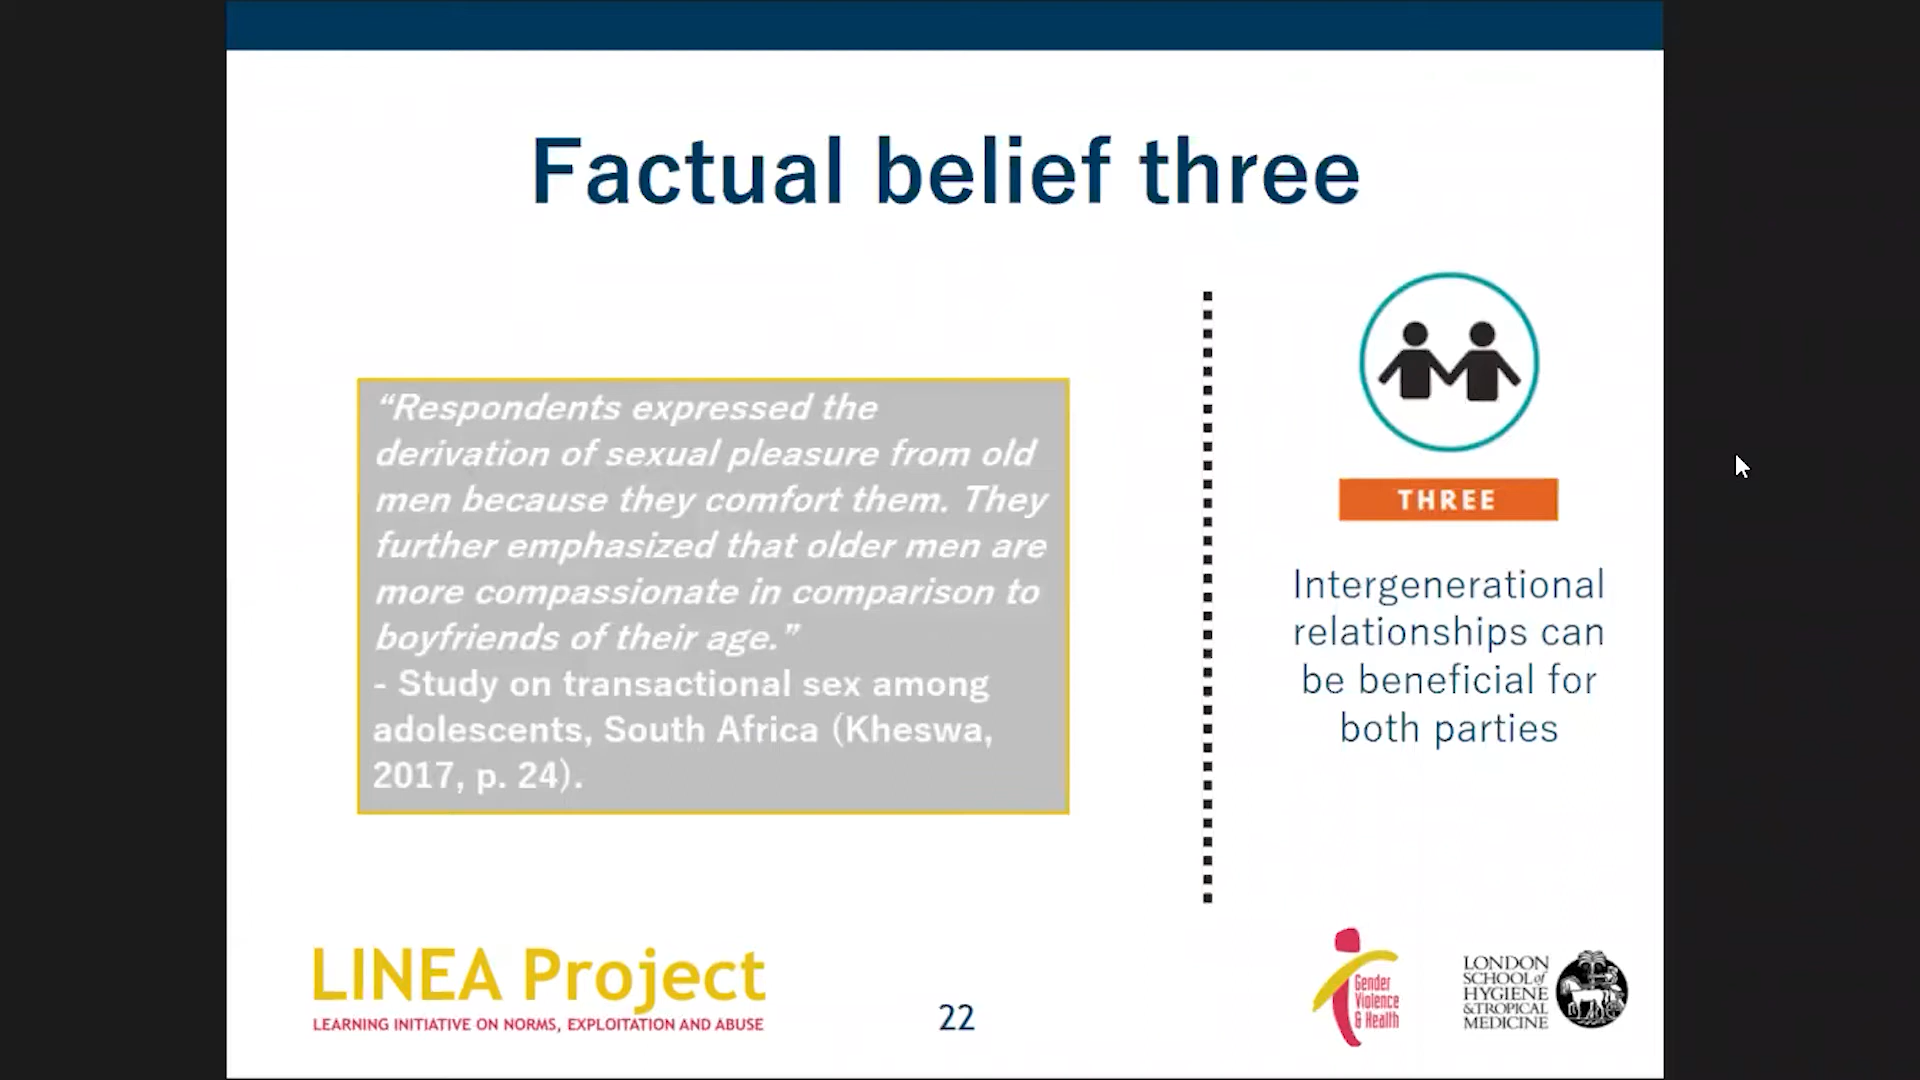 Factual belief three
“Respondents expressed the
derivation of sexual pleasure from old
men because they comfort them. They
further emphasized that older men are
more compassionate in comparison to
boyfriends of their age.”
- Study on transactional sex among
adolescents, South Africa (Kheswa,
2017, p. 24).
THREE
Intergenerational
relationships can
be beneficial for
both parties
LINEA Project
LEARNING INITIATIVE ON NORMS, EXPLOITATION AND ABUSE
22
Gender
Violence
& Health
LONDON
SCHOOL of
HYGIENE
& TROPICAL
MEDICINE